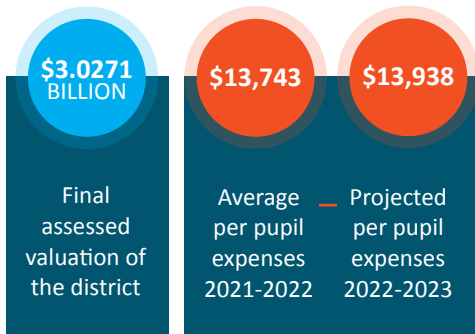 $3.0271
BILLION
Final
assessed
valuation of
the district
$13,743
Average
per pupil
expenses
2021-2022
$13,938
Projected
per pupil
expenses
2022-2023